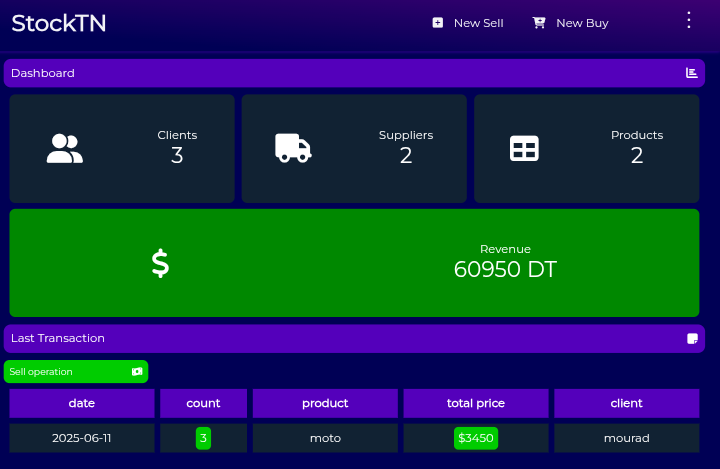 StockTN
New Sell
New Buy
Dashboard
Clients
3
Suppliers
2
Products
2
$
Revenue
60950 DT
Last Transaction
Sell operation
date count product total price client
2025-06-11 3 moto $3450 mourad